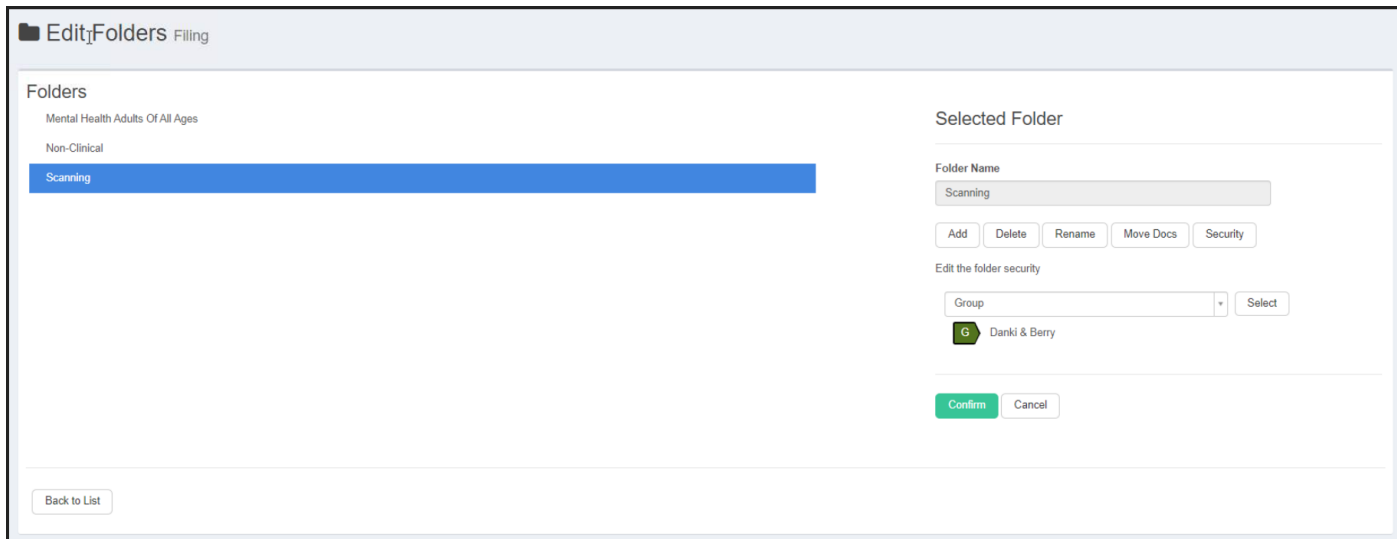 Edit Folders Filing
Folders
Mental Health Adults Of All Ages
Non-Clinical
Scanning
Selected Folder
Folder Name
Scanning
Add Delete Rename Move Docs Security
Edit the folder security
Group Select
G Danki & Berry
Confirm Cancel
Back to List